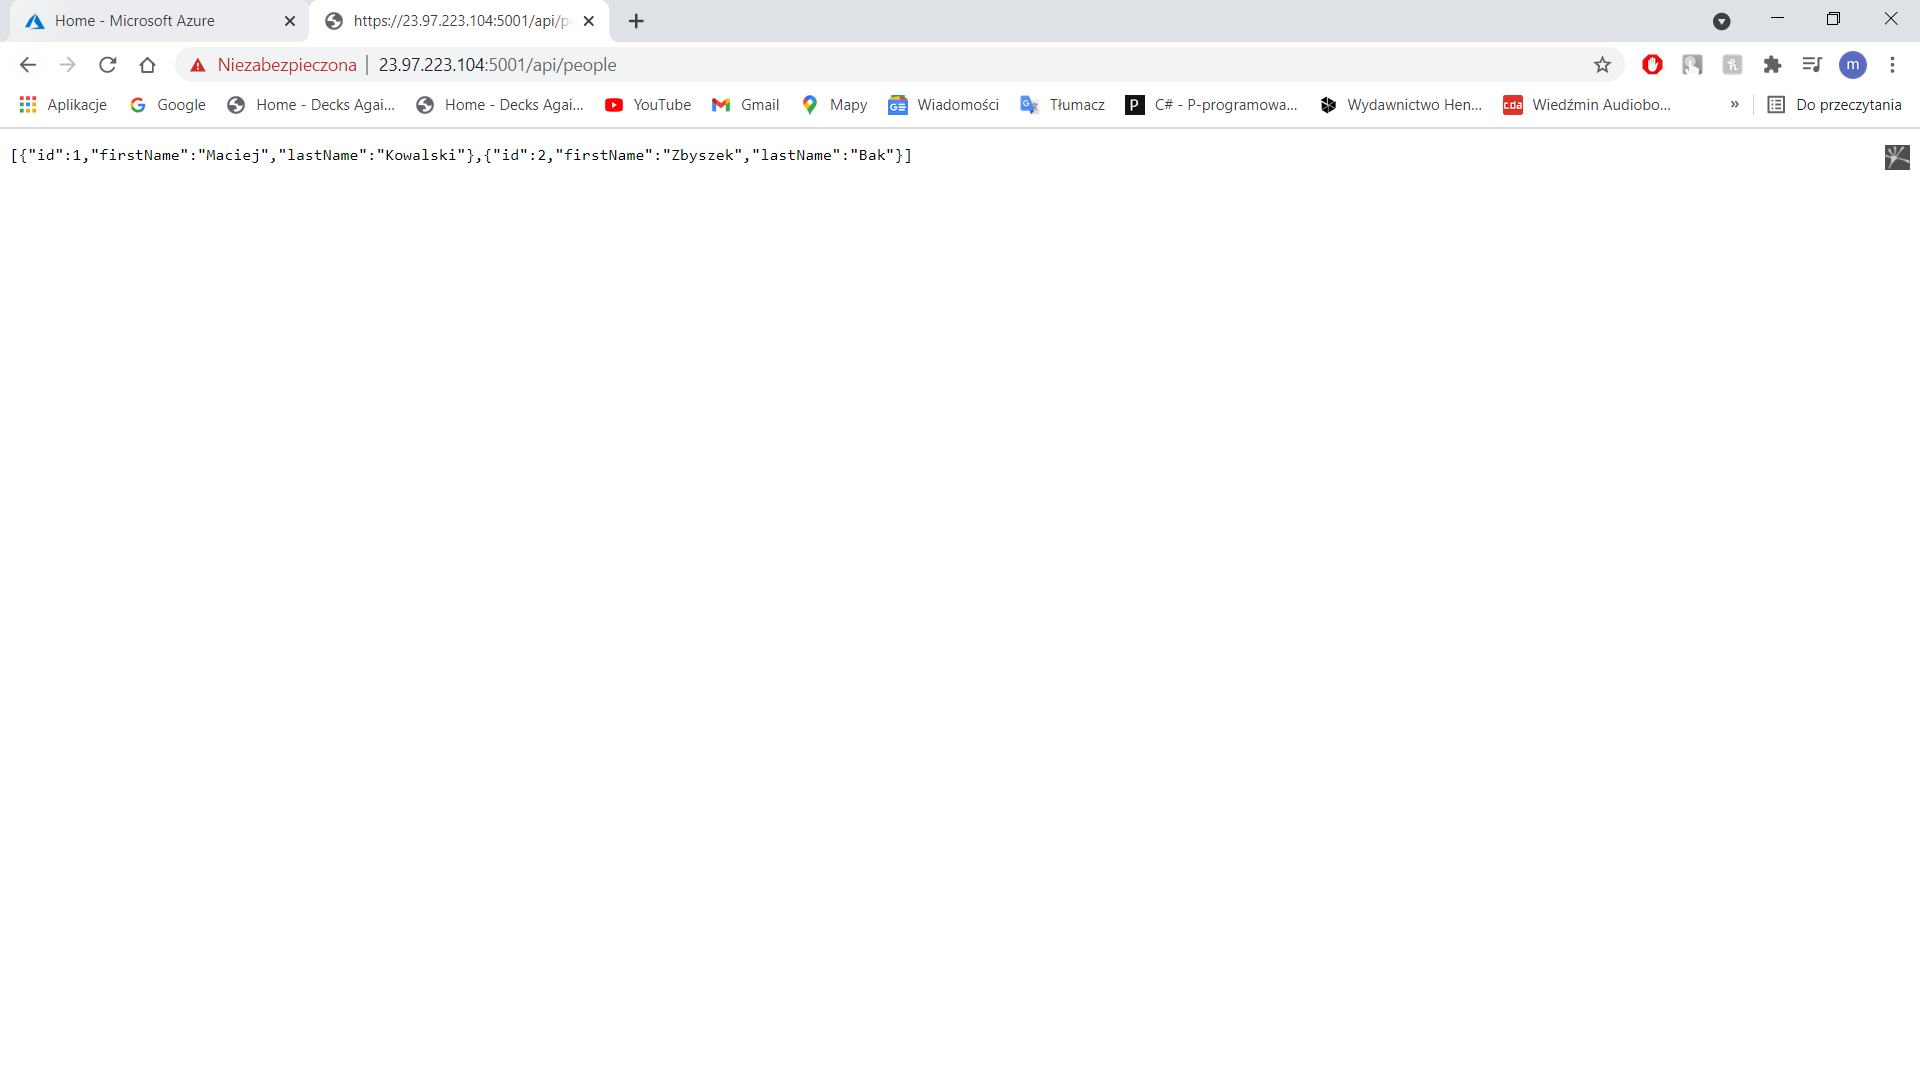 Home - Microsoft Azure
https://23.97.223.104:5001/api/p
Niezabezpieczona | 23.97.223.104:5001/api/people
m
Aplikacje Google Home - Decks Agai... Home - Decks Agai... YouTube Gmail Mapy Wiadomości Tłumacz C# - P-programowa... Wydawnictwo Hen... cda Wiedźmin Audiobo... » Do przeczytania
[{"id":1,"firstName":"Maciej","lastName":"Kowalski"},{"id":2,"firstName":"Zbyszek","lastName":"Bak"}]